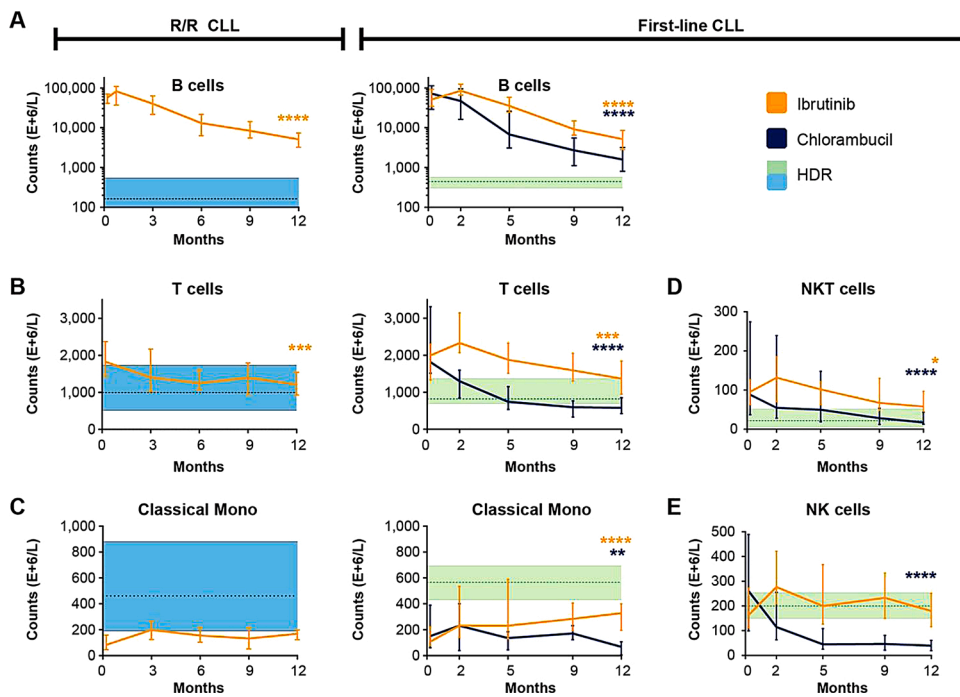 A
R/R CLL
First-line CLL
B cells
Counts (E+6/L)
100,000
10,000
1,000
100
****
0 3 6 9 12
Months
B cells
Counts (E+6/L)
100,000
10,000
1,000
100
****
****
0 2 5 9 12
Months
Ibrutinib
Chlorambucil
HDR
B
T cells
Counts (E+6/L)
3,000
2,000
1,000
0
***
0 3 6 9 12
Months
T cells
Counts (E+6/L)
3,000
2,000
1,000
0
***
****
0 2 5 9 12
Months
D
NKT cells
Counts (E+6/L)
300
200
100
0
*
****
0 2 5 9 12
Months
C
Classical Mono
Counts (E+6/L)
1,000
800
600
400
200
0
0 3 6 9 12
Months
Classical Mono
Counts (E+6/L)
1,000
800
600
400
200
0
****
**
0 2 5 9 12
Months
E
NK cells
Counts (E+6/L)
500
400
300
200
100
0
****
0 2 5 9 12
Months